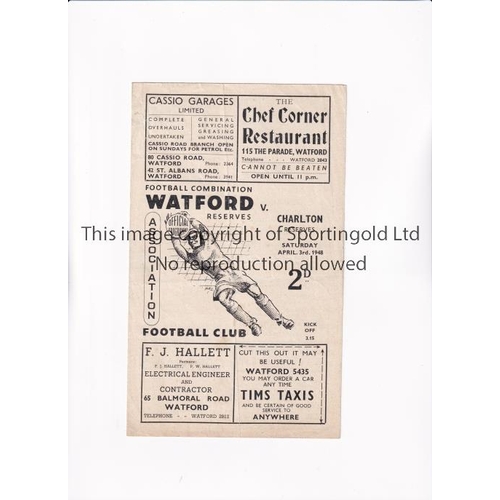 CASSIO GARAGES
LIMITED
COMPLETE OVERHAULS UNDERTAKEN
GENERAL SERVICING GREASING and WASHING
CASSIO ROAD BRANCH OPEN
ON SUNDAYS FOR PETROL Etc.
80 CASSIO ROAD,
WATFORD Phone: 2364
42 ST. ALBANS ROAD,
WATFORD Phone:
THE
Chef Corner
Restaurant
115 THE PARADE, WATFORD
Telephone - - WATFORD 2843
CANNOT BE BEATEN
OPEN UNTIL 11 p.m.
FOOTBALL COMBINATION
WATFORD v.
RESERVES
CHARLTON
RESERVES
SATURDAY
APRIL 3rd, 1948
2D
KICK
OFF
3.15
OFFICIAL
ASSOCIATION
FOOTBALL CLUB
This image is copyright of Sportingold Ltd
No reproduction allowed
F. J. HALLETT
F. J. HALLETT, P. W. HALLETT
ELECTRICAL ENGINEER
AND
CONTRACTOR
65 BALMORAL ROAD
WATFORD
TELEPHONE - - WATFORD
CUT THIS OUT IT MAY
BE USEFUL !
WATFORD 5435
YOU MAY ORDER A CAR
ANY TIME
TIMS TAXIS
AND BE CERTAIN OF GOOD
SERVICE TO
ANYWHERE